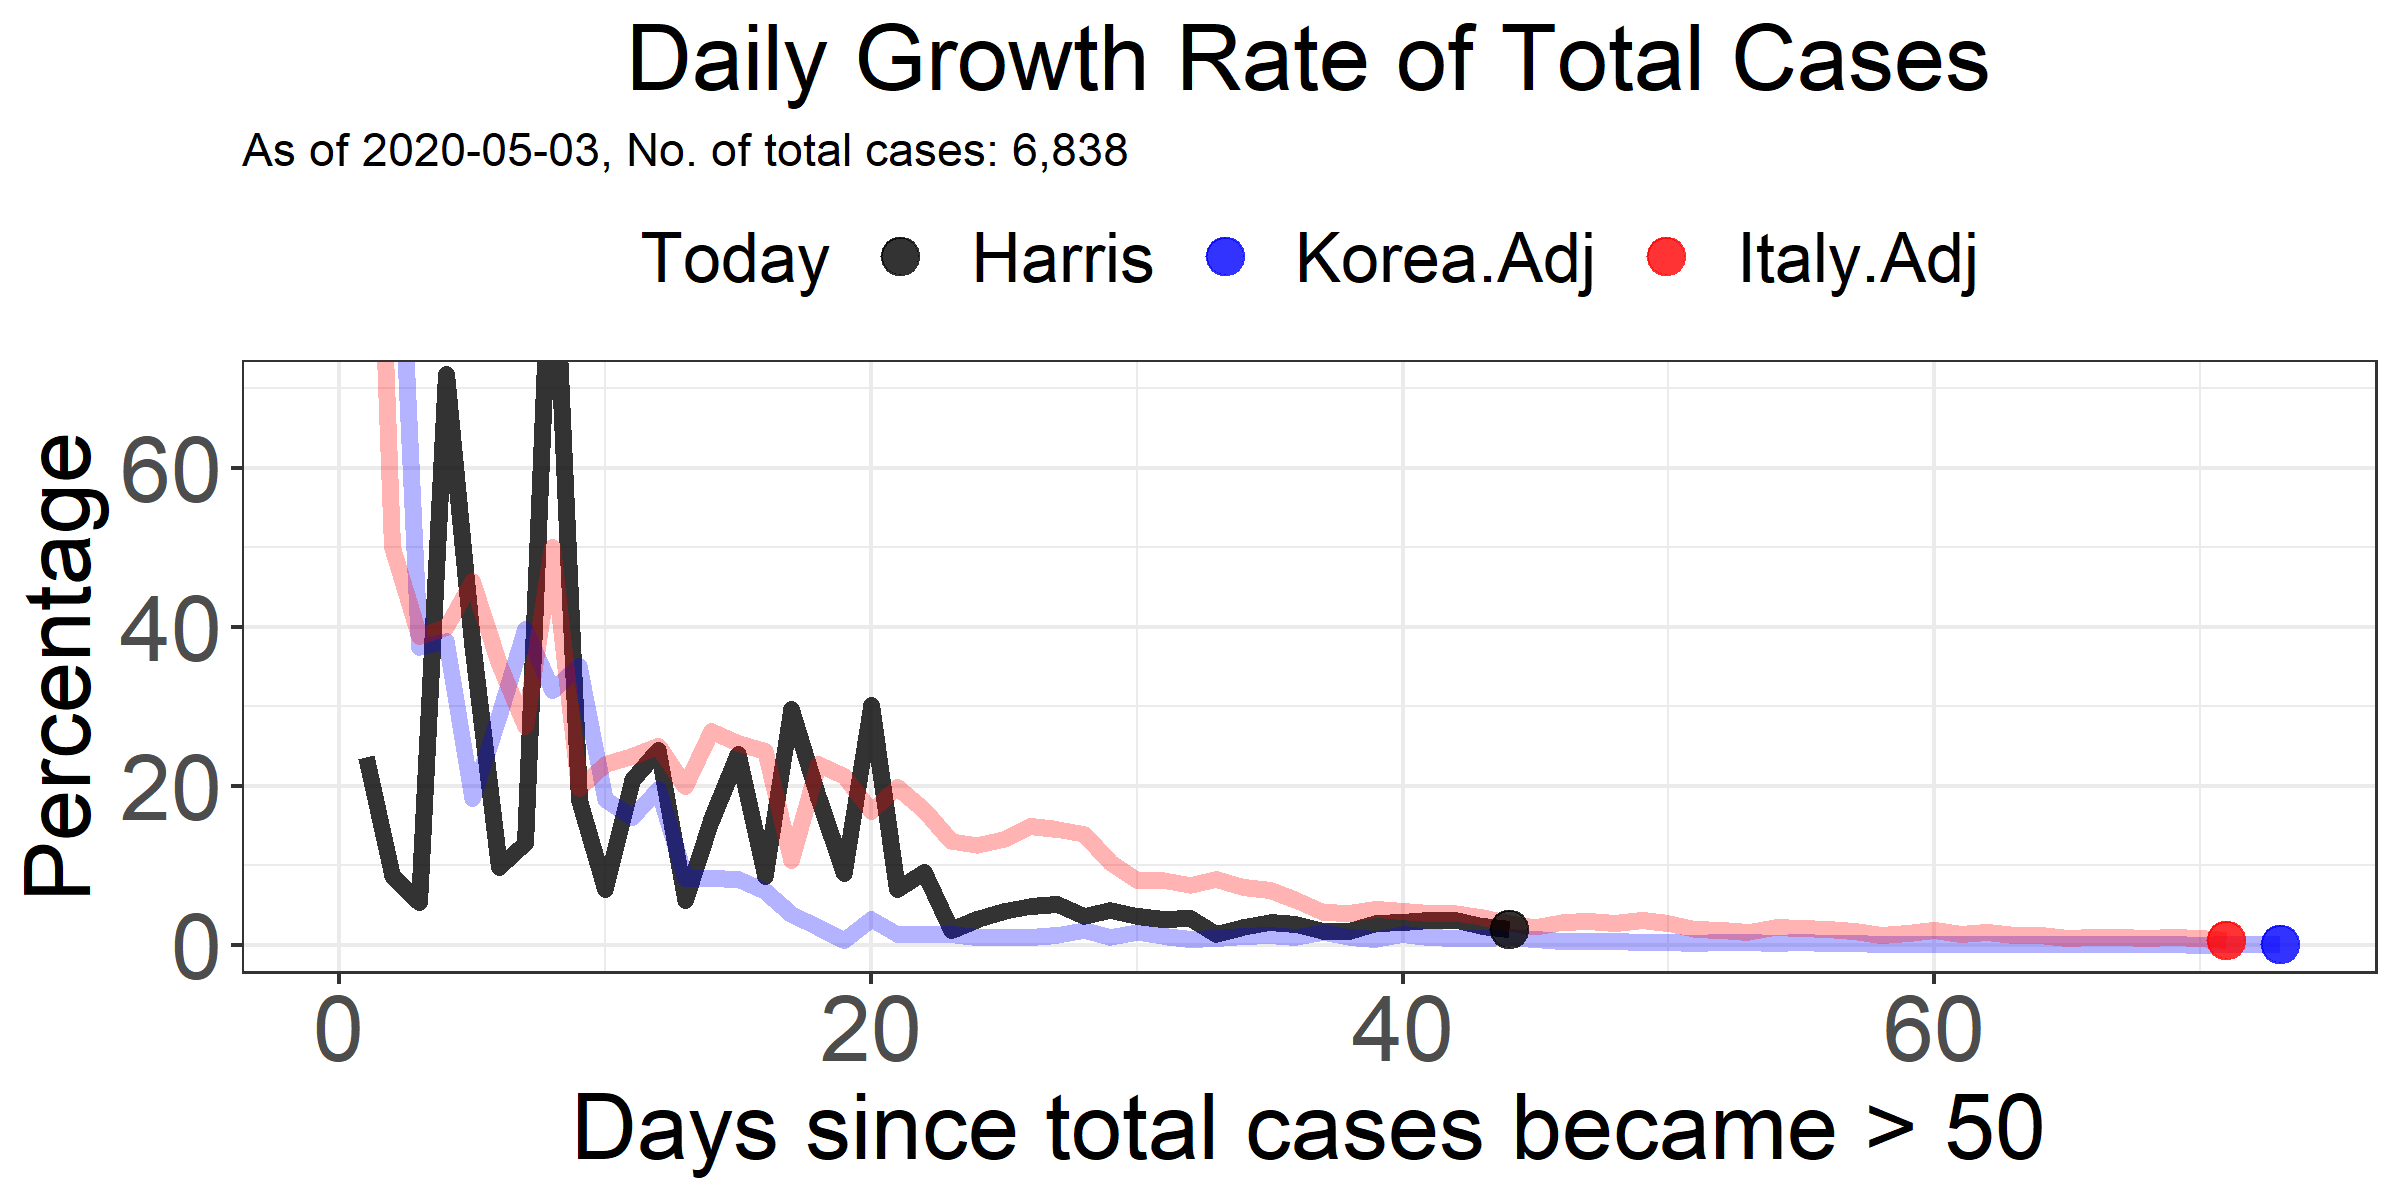 Daily Growth Rate of Total Cases
As of 2020-05-03, No. of total cases: 6,838
Today Harris Korea.Adj Italy.Adj
Percentage
60
40
20
0
0 20 40 60
Days since total cases became > 50